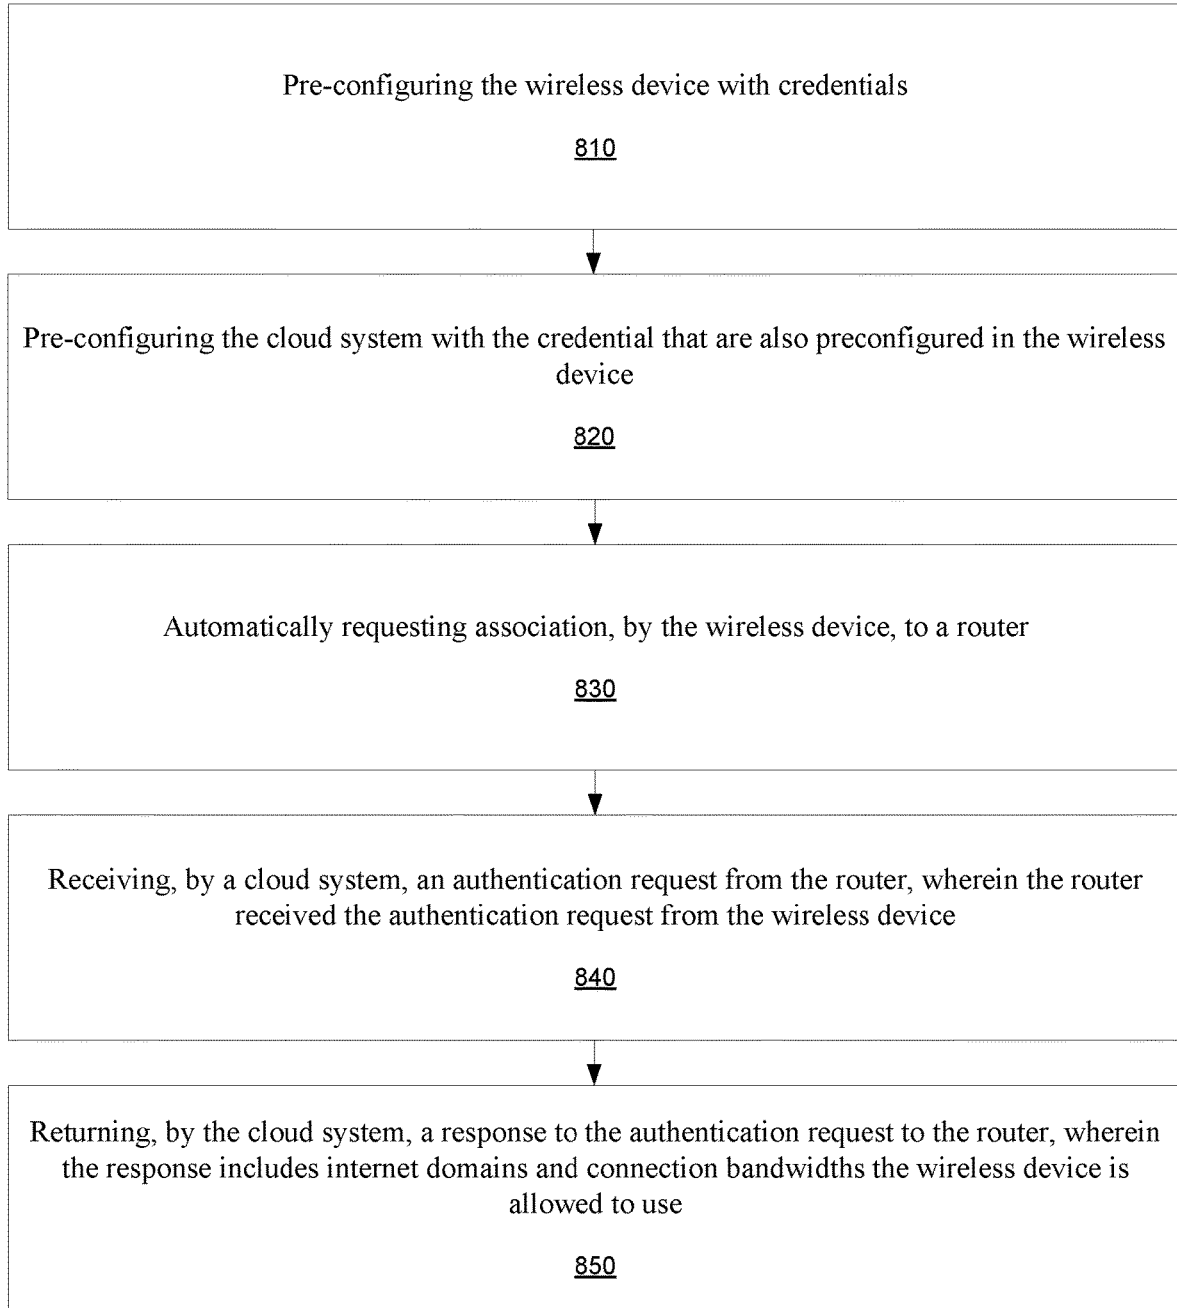 Pre-configuring the wireless device with credentials
810
Pre-configuring the cloud system with the credential that are also preconfigured in the wireless
device
820
Automatically requesting association, by the wireless device, to a router
830
Receiving, by a cloud system, an authentication request from the router, wherein the router
received the authentication request from the wireless device
840
Returning, by the cloud system, a response to the authentication request to the router, wherein
the response includes internet domains and connection bandwidths the wireless device is
allowed to use
850